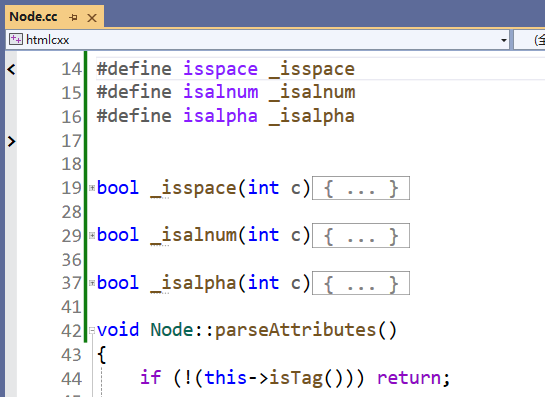 Node.cc
htmlcxx
(全
14 #define isspace _isspace
15 #define isalnum _isalnum
16 #define isalpha _isalpha
17
18
19 bool _isspace(int c) { ... }
28
29 bool _isalnum(int c) { ... }
36
37 bool _isalpha(int c) { ... }
41
42 void Node::parseAttributes()
43 {
44 if (!(this->isTag())) return;